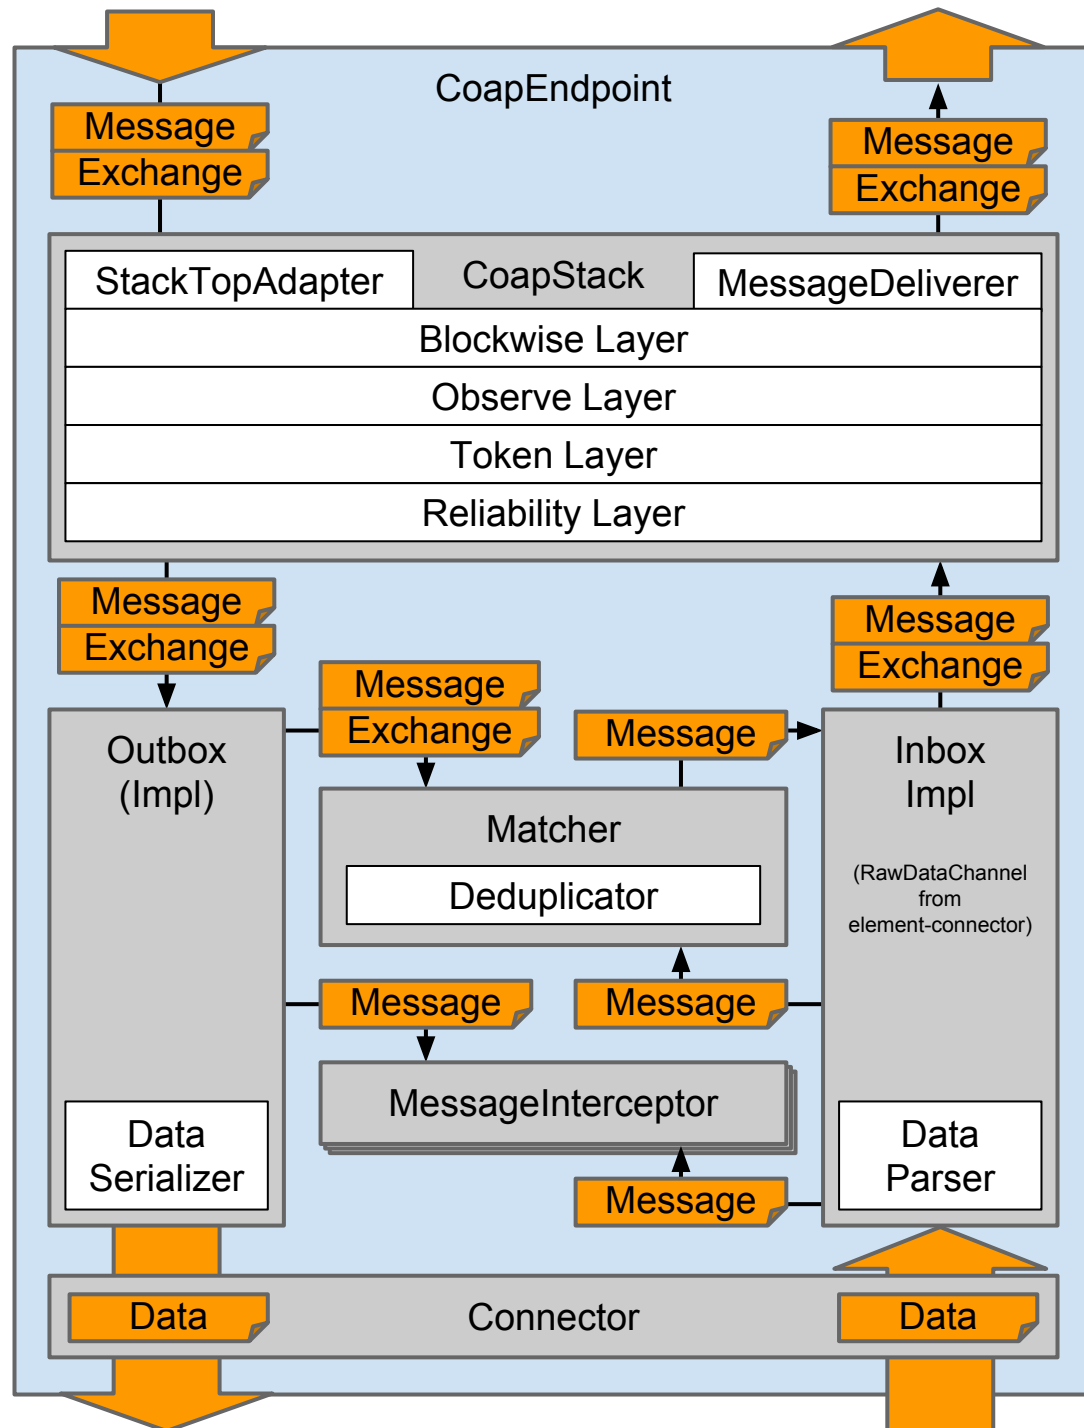 CoapEndpoint
Message
Exchange
Message
Exchange
StackTopAdapter
CoapStack
MessageDeliverer
Blockwise Layer
Observe Layer
Token Layer
Reliability Layer
Message
Exchange
Message
Exchange
Message
Exchange
Message
Outbox
(Impl)
Inbox
Impl
(RawDataChannel
from
element-connector)
Matcher
Deduplicator
Message
Message
MessageInterceptor
Data
Serializer
Data
Parser
Message
Data
Connector
Data